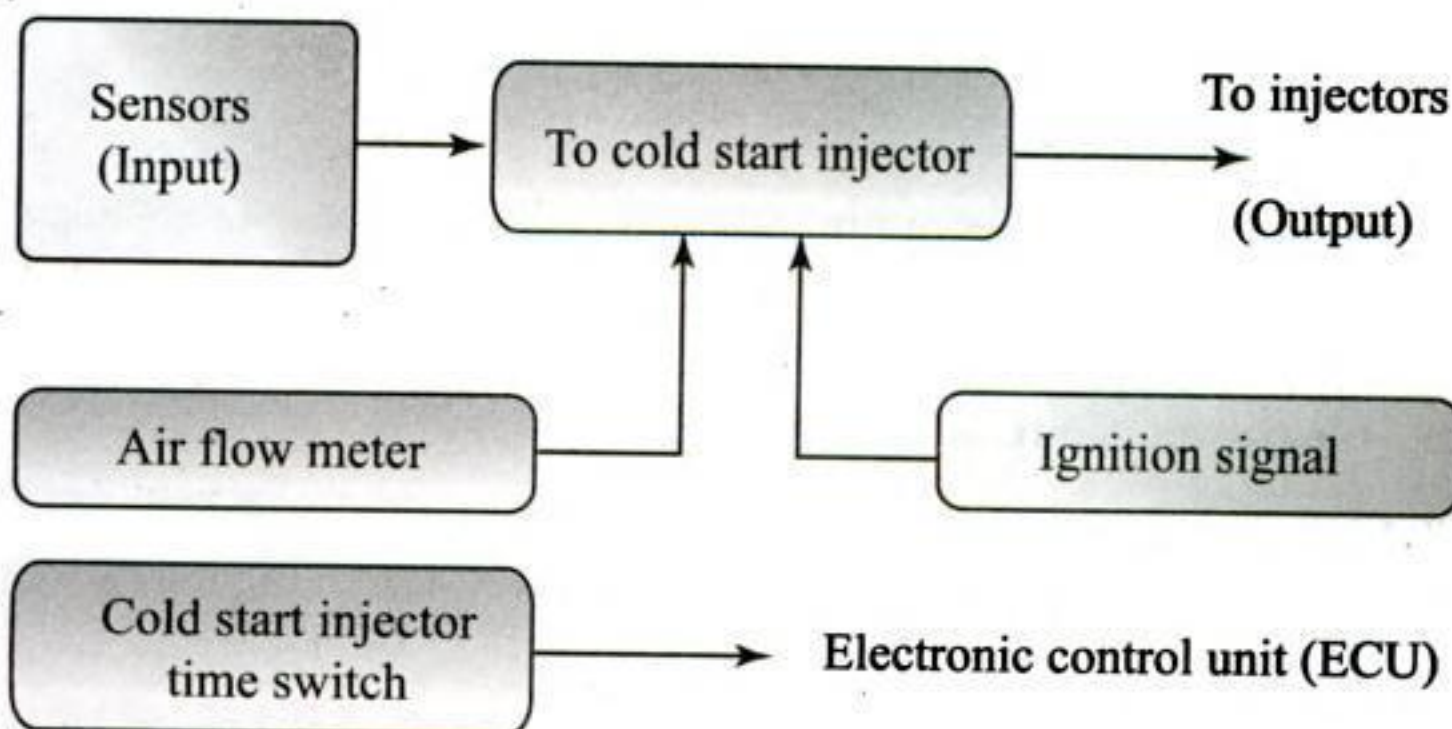 Sensors
(Input)
To cold start injector
To injectors
(Output)
Air flow meter
Ignition signal
Cold start injector
time switch
Electronic control unit (ECU)